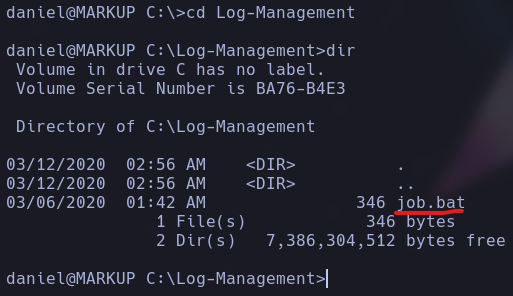 daniel@MARKUP C:\>cd Log-Management
daniel@MARKUP C:\Log-Management>dir
 Volume in drive C has no label.
 Volume Serial Number is BA76-B4E3
 Directory of C:\Log-Management
03/12/2020  02:56 AM    <DIR>          .
03/12/2020  02:56 AM    <DIR>          ..
03/06/2020  01:42 AM               346 job.bat
               1 File(s)            346 bytes
               2 Dir(s)  7,386,304,512 bytes free
daniel@MARKUP C:\Log-Management>